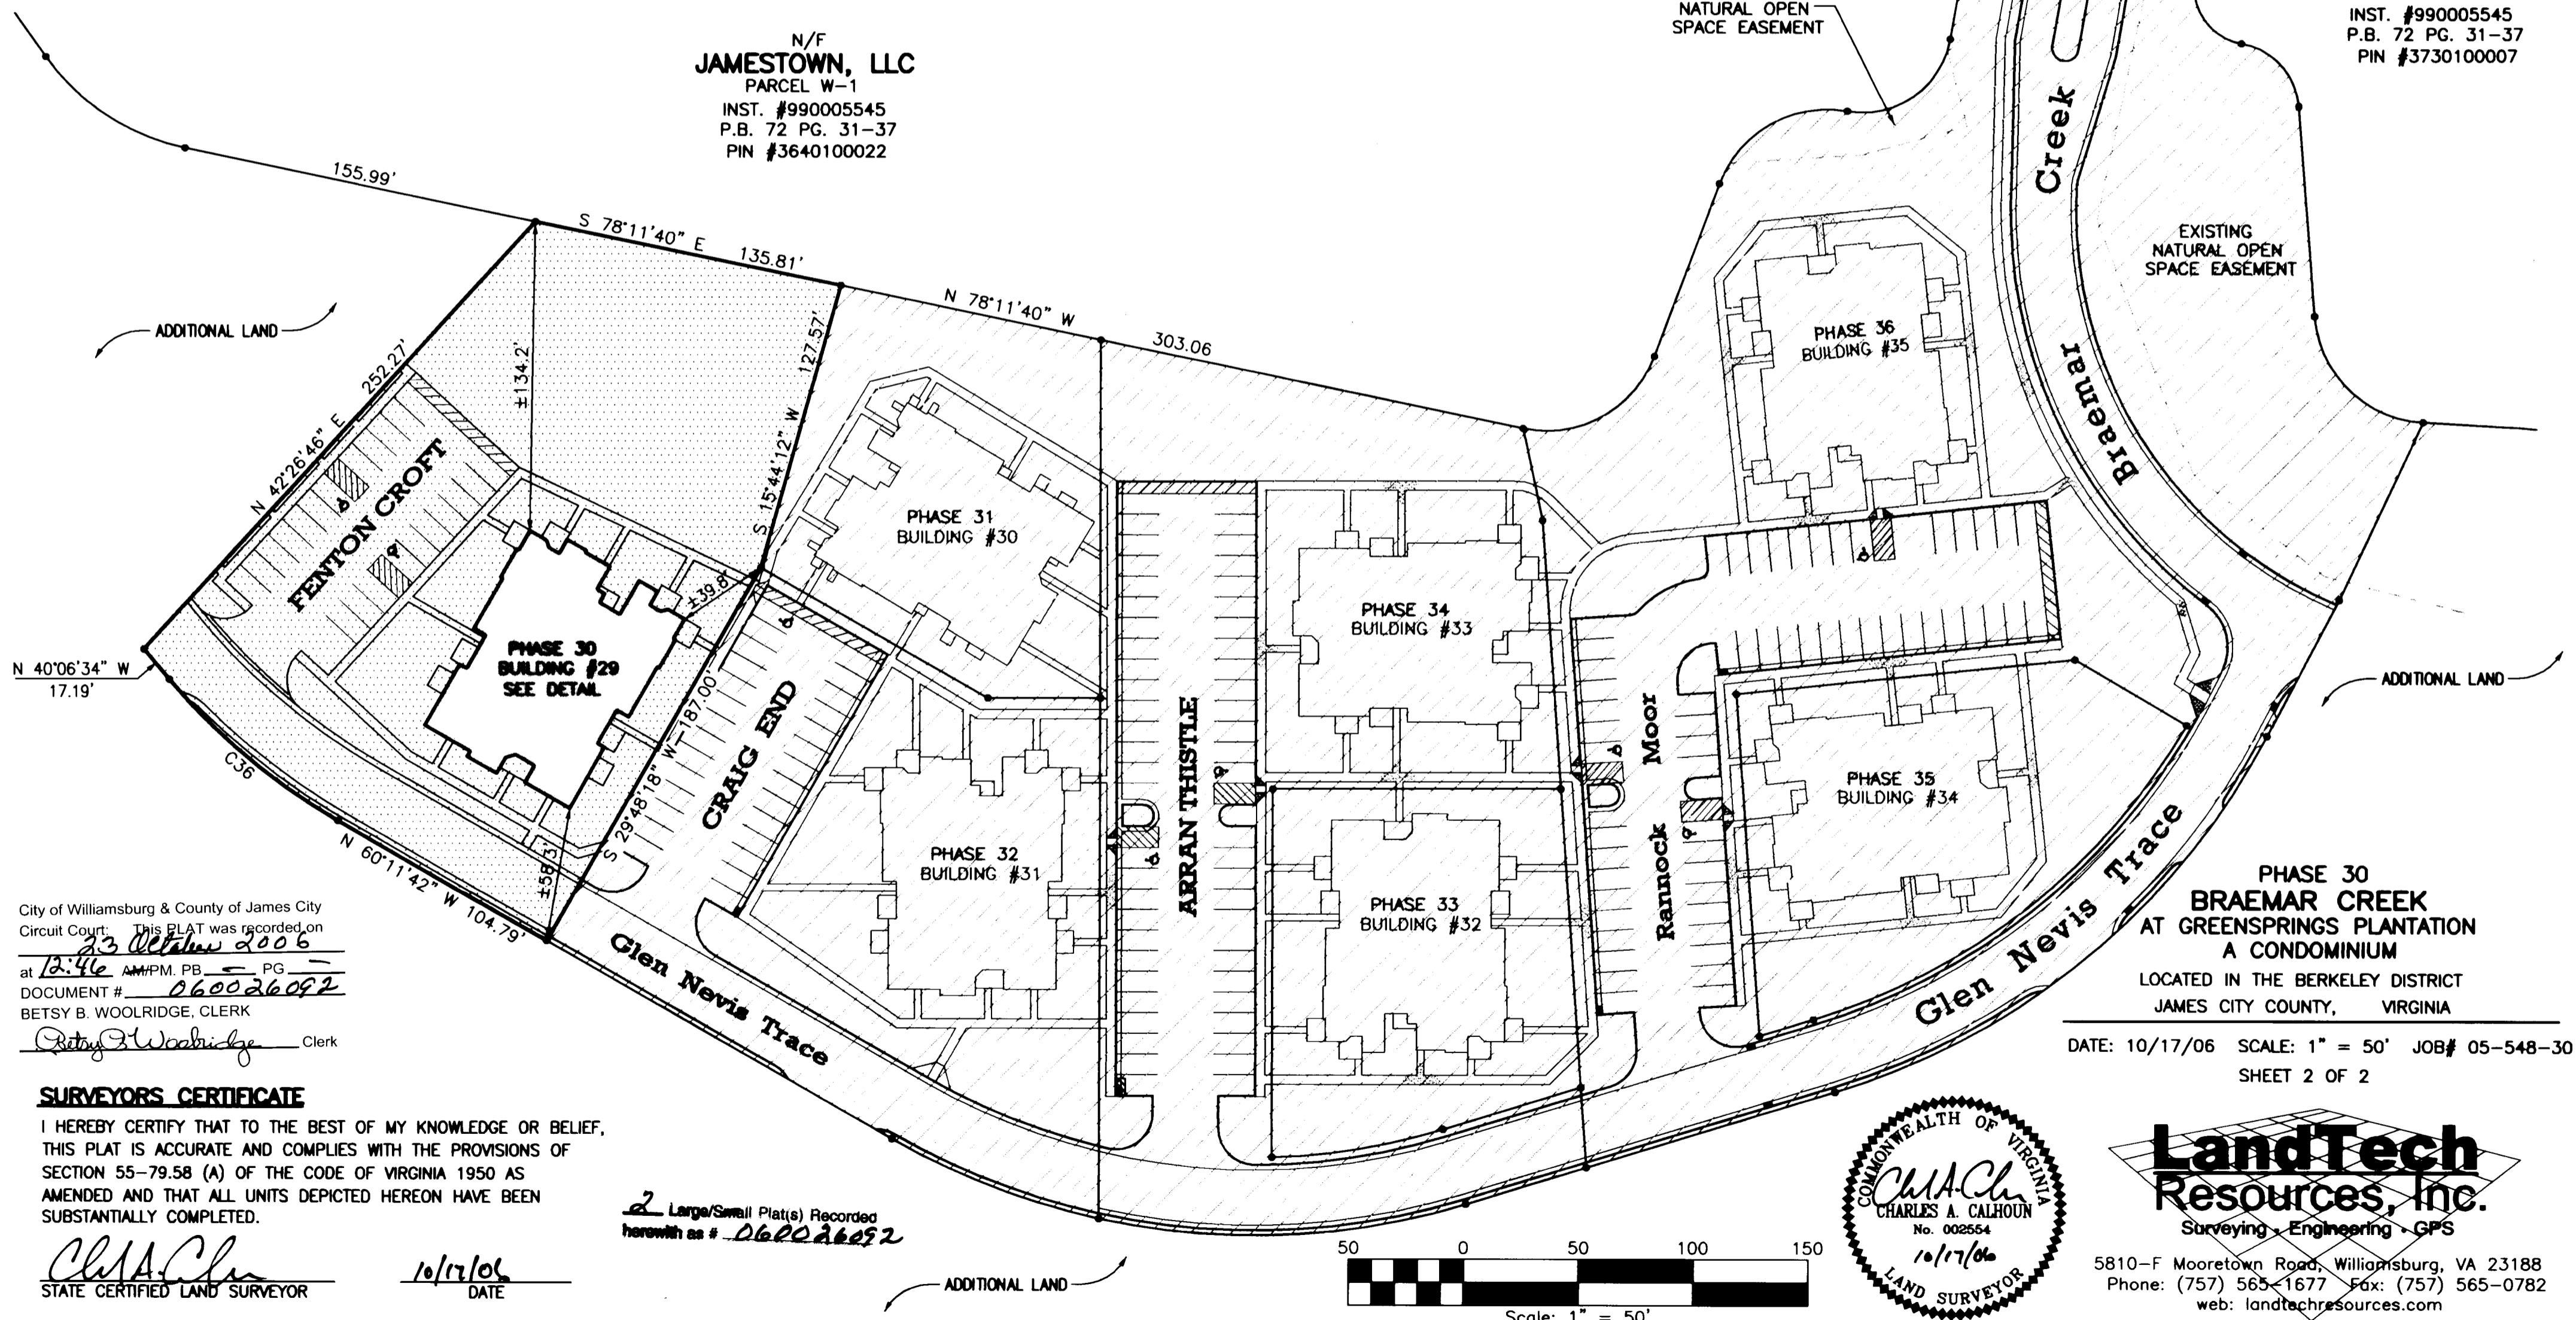 N/F
JAMESTOWN, LLC
PARCEL W-1
INST. #990005545
P.B. 72 PG. 31-37
PIN #3640100022
NATURAL OPEN
SPACE EASEMENT
INST. #990005545
P.B. 72 PG. 31-37
PIN #3730100007
155.99'
S 78°11'40" E 135.81'
N 78°11'40" W 303.06
ADDITIONAL LAND
N 42°26'46" E 252.27'
±134.2'
S 15°44'12" W 127.57'
FENTON CROFT
PHASE 30
BUILDING #29
SEE DETAIL
±39.8'
N 40°06'34" W
17.19'
C36
N 60°11'42" W 104.79'
±58.3'
S 29°48'18" W-187.00'
CRAIG END
PHASE 31
BUILDING #30
PHASE 32
BUILDING #31
ARRAN THISTLE
PHASE 34
BUILDING #33
PHASE 33
BUILDING #32
Rannock Moor
PHASE 36
BUILDING #35
PHASE 35
BUILDING #34
Braemar Creek
EXISTING
NATURAL OPEN
SPACE EASEMENT
ADDITIONAL LAND
Glen Nevis Trace
Glen Nevis Trace
ADDITIONAL LAND
City of Williamsburg & County of James City
Circuit Court: This PLAT was recorded on
23 October 2006
at 12:46 AM/PM. PB — PG —
DOCUMENT # 060026092
BETSY B. WOOLRIDGE, CLERK
Betsy B Woolridge Clerk
SURVEYORS CERTIFICATE
I HEREBY CERTIFY THAT TO THE BEST OF MY KNOWLEDGE OR BELIEF,
THIS PLAT IS ACCURATE AND COMPLIES WITH THE PROVISIONS OF
SECTION 55-79.58 (A) OF THE CODE OF VIRGINIA 1950 AS
AMENDED AND THAT ALL UNITS DEPICTED HEREON HAVE BEEN
SUBSTANTIALLY COMPLETED.
10/17/06
STATE CERTIFIED LAND SURVEYOR DATE
2 Large/Small Plat(s) Recorded
herewith as # 060026092
50 0 50 100 150
Scale: 1" = 50'
COMMONWEALTH OF VIRGINIA
CHARLES A. CALHOUN
No. 002554
10/17/06
LAND SURVEYOR
PHASE 30
BRAEMAR CREEK
AT GREENSPRINGS PLANTATION
A CONDOMINIUM
LOCATED IN THE BERKELEY DISTRICT
JAMES CITY COUNTY, VIRGINIA
DATE: 10/17/06 SCALE: 1" = 50' JOB# 05-548-30
SHEET 2 OF 2
LandTech
Resources, Inc.
Surveying • Engineering • GPS
5810-F Mooretown Road, Williamsburg, VA 23188
Phone: (757) 565-1677 Fax: (757) 565-0782
web: landtechresources.com